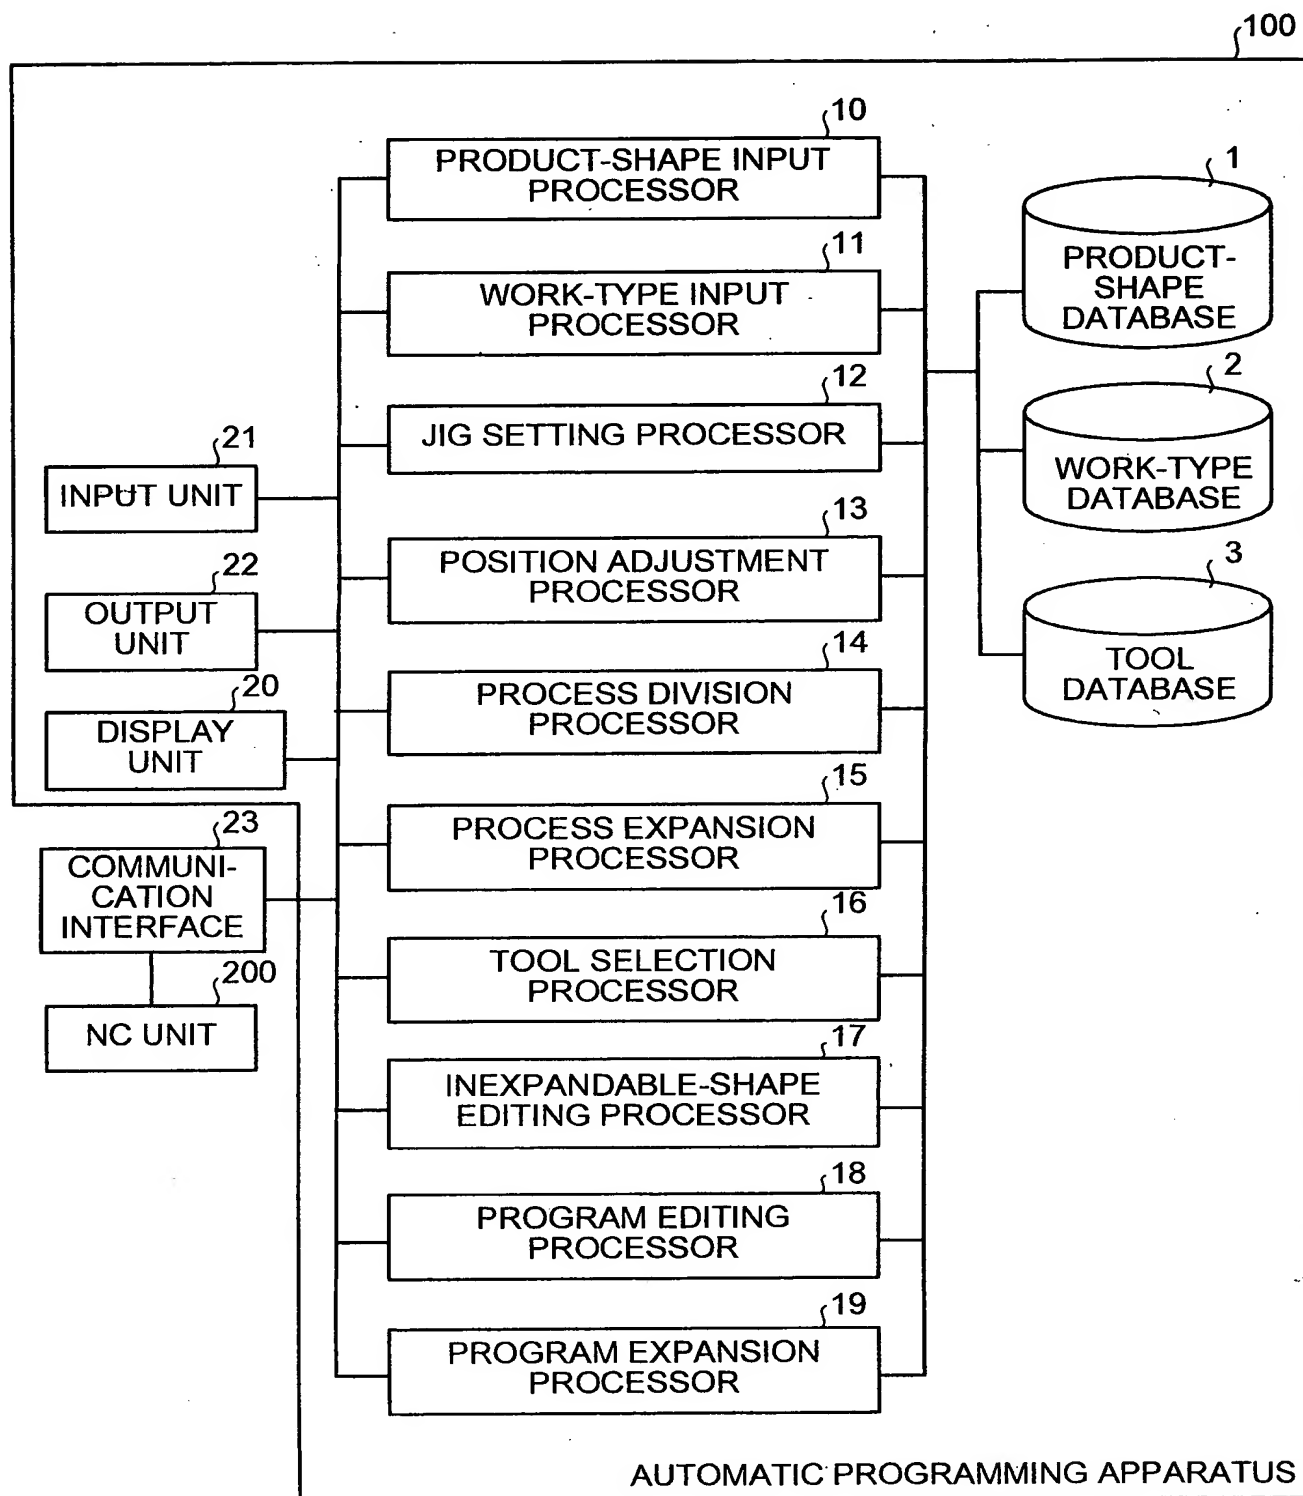 100
10
PRODUCT-SHAPE INPUT
PROCESSOR
11
WORK-TYPE INPUT
PROCESSOR
12
JIG SETTING PROCESSOR
13
POSITION ADJUSTMENT
PROCESSOR
14
PROCESS DIVISION
PROCESSOR
15
PROCESS EXPANSION
PROCESSOR
16
TOOL SELECTION
PROCESSOR
17
INEXPANDABLE-SHAPE
EDITING PROCESSOR
18
PROGRAM EDITING
PROCESSOR
19
PROGRAM EXPANSION
PROCESSOR
21
INPUT UNIT
22
OUTPUT
UNIT
20
DISPLAY
UNIT
23
COMMUNI-
CATION
INTERFACE
200
NC UNIT
1
PRODUCT-
SHAPE
DATABASE
2
WORK-TYPE
DATABASE
3
TOOL
DATABASE
AUTOMATIC PROGRAMMING APPARATUS